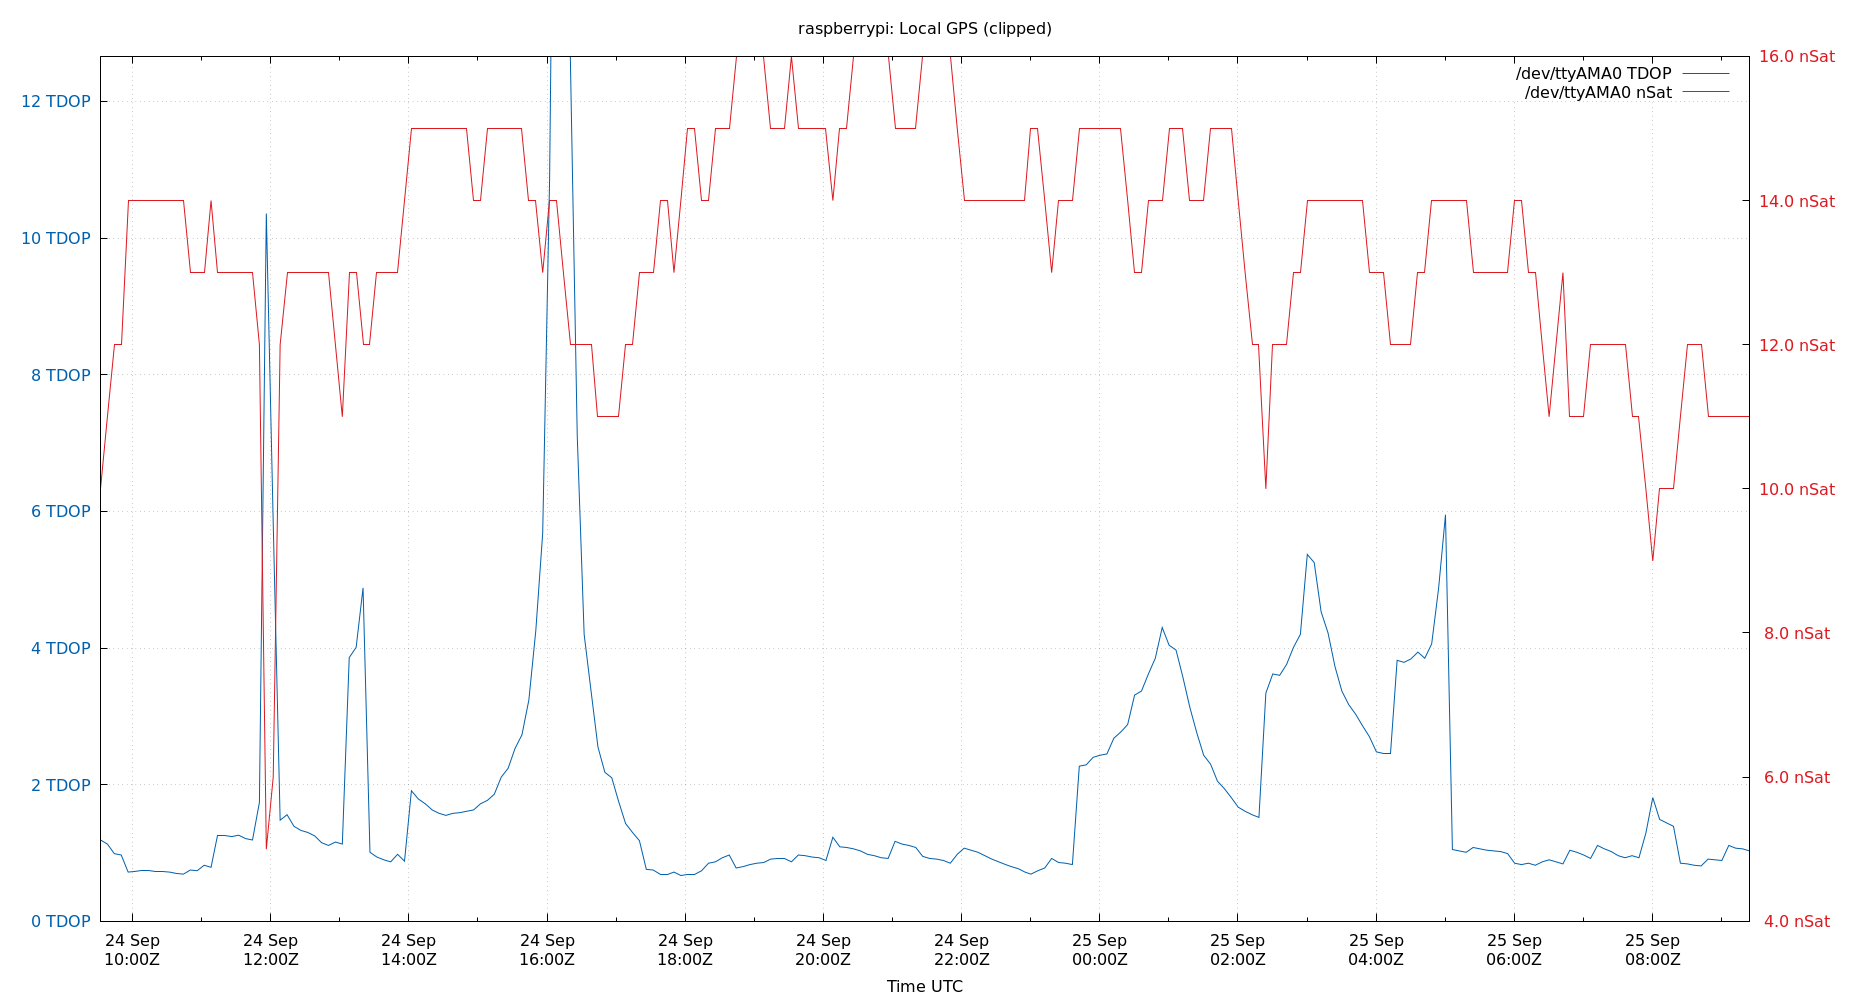 raspberrypi: Local GPS (clipped)
16.0 nSat
/dev/ttyAMA0 TDOP
/dev/ttyAMA0 nSat
12 TDOP
14.0 nSat
10 TDOP
12.0 nSat
8 TDOP
10.0 nSat
6 TDOP
8.0 nSat
4 TDOP
6.0 nSat
2 TDOP
0 TDOP
4.0 nSat
24 Sep 24 Sep 24 Sep 24 Sep 24 Sep 24 Sep 24 Sep 25 Sep 25 Sep 25 Sep 25 Sep 25 Sep
10:00Z 12:00Z 14:00Z 16:00Z 18:00Z 20:00Z 22:00Z 00:00Z 02:00Z 04:00Z 06:00Z 08:00Z
Time UTC